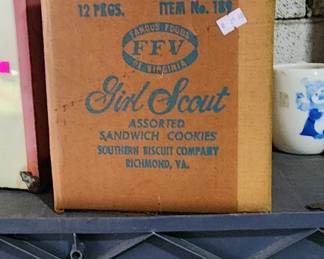 12 PKGS. ITEM No. 189
FAMOUS FOODS
FFV
OF VIRGINIA
Girl Scout
ASSORTED
SANDWICH COOKIES
SOUTHERN BISCUIT COMPANY
RICHMOND, VA.